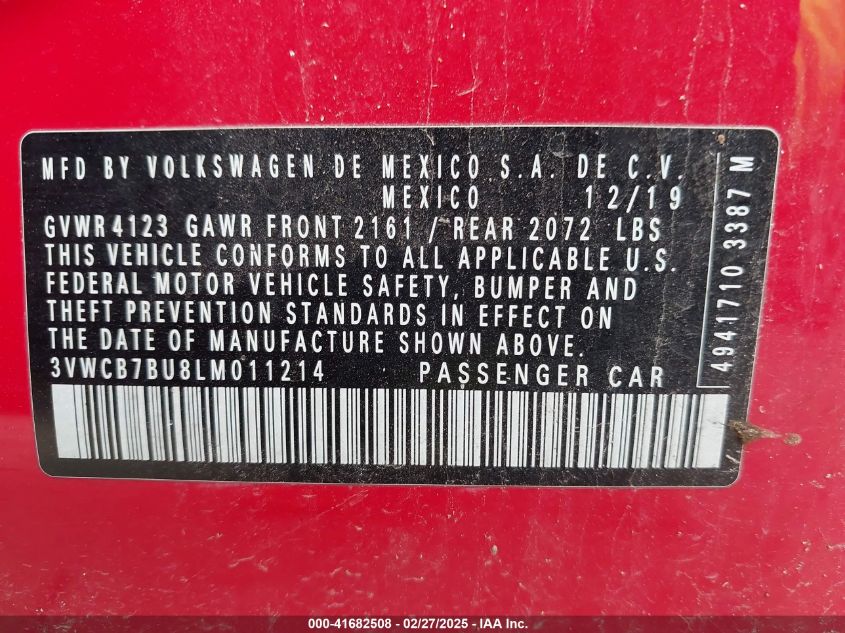 MFD BY VOLKSWAGEN DE MEXICO S.A. DE C.V.
MEXICO 12/19
GVWR 4123 GAWR FRONT 2161 / REAR 2072 LBS
THIS VEHICLE CONFORMS TO ALL APPLICABLE U.S.
FEDERAL MOTOR VEHICLE SAFETY, BUMPER AND
THEFT PREVENTION STANDARDS IN EFFECT ON
THE DATE OF MANUFACTURE SHOWN ABOVE.
3VWCB7BU8LM011214 PASSENGER CAR
4941710 3387 M
000-41682508 - 02/27/2025 - IAA Inc.